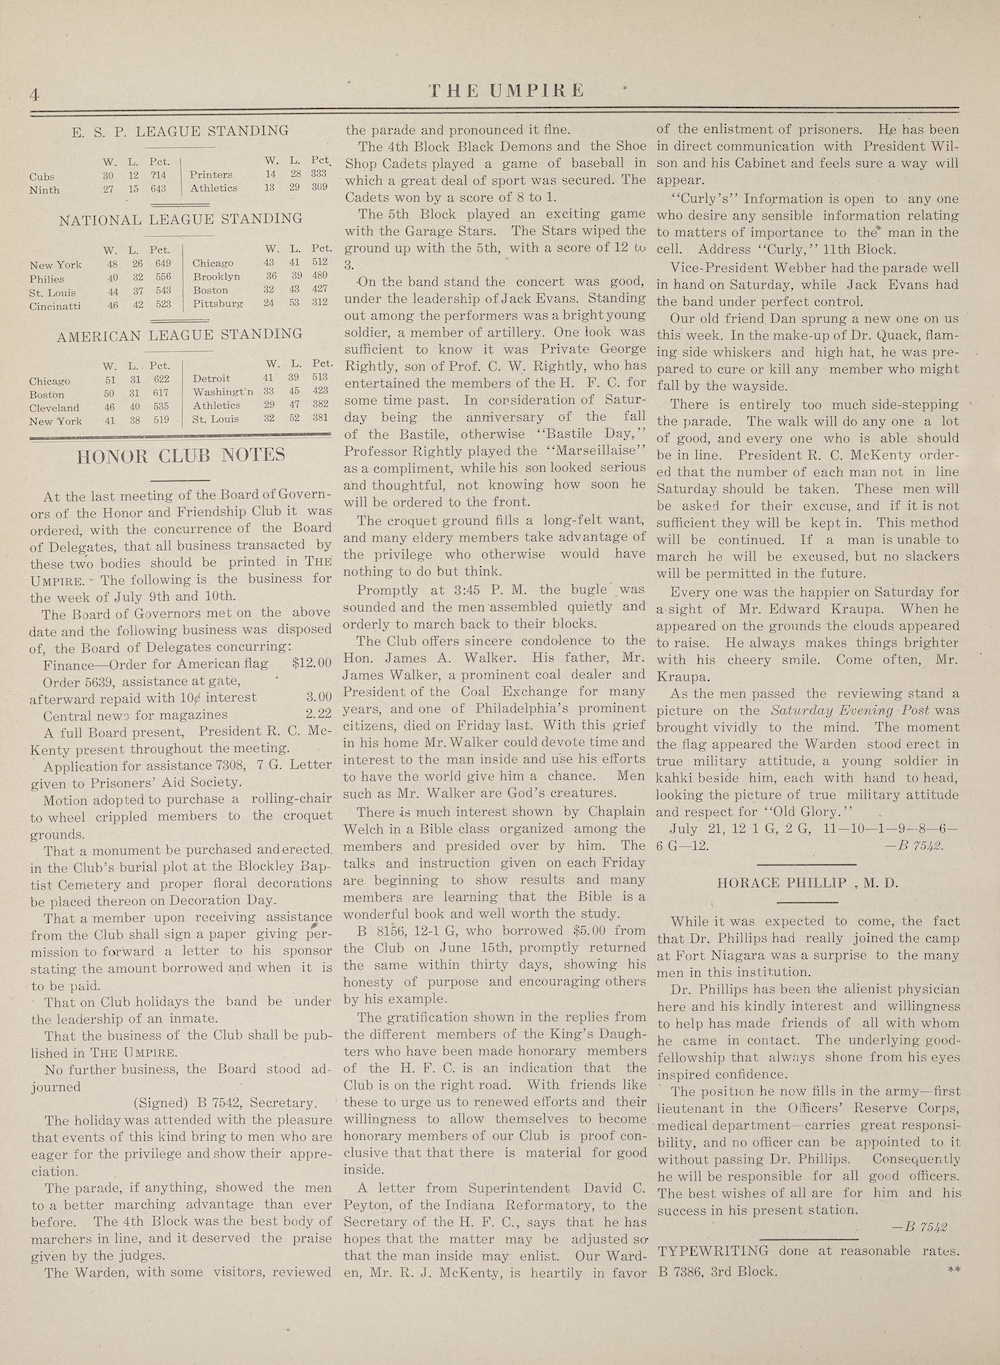 4
THE UMPIRE
E. S. P. LEAGUE STANDING
W. L. Pct. W. L. Pct.
Cubs 30 12 714 Printers 14 28 333
Ninth 27 15 643 Athletics 13 29 309
NATIONAL LEAGUE STANDING
W. L. Pct. W. L. Pct.
New York 48 26 649 Chicago 43 41 512
Philies 40 32 556 Brooklyn 36 39 480
St. Louis 44 37 543 Boston 32 43 427
Cincinatti 46 42 523 Pittsburg 24 53 312
AMERICAN LEAGUE STANDING
W. L. Pct. W. L. Pct.
Chicago 51 31 622 Detroit 41 39 513
Boston 50 31 617 Washingt'n 33 45 423
Cleveland 46 40 535 Athletics 29 47 382
New York 41 38 519 St. Louis 32 52 381
HONOR CLUB NOTES
At the last meeting of the Board of Govern-
ors of the Honor and Friendship Club it was
ordered, with the concurrence of the Board
of Delegates, that all business transacted by
these two bodies should be printed in THE
UMPIRE. The following is the business for
the week of July 9th and 10th.
The Board of Governors met on the above
date and the following business was disposed
of, the Board of Delegates concurring:
Finance—Order for American flag $12.00
Order 5639, assistance at gate,
afterward repaid with 10¢ interest 3.00
Central news for magazines 2.22
A full Board present, President R. C. Mc-
Kenty present throughout the meeting.
Application for assistance 7308, 7 G. Letter
given to Prisoners' Aid Society.
Motion adopted to purchase a rolling-chair
to wheel crippled members to the croquet
grounds.
That a monument be purchased and erected
in the Club's burial plot at the Blockley Bap-
tist Cemetery and proper floral decorations
be placed thereon on Decoration Day.
That a member upon receiving assistance
from the Club shall sign a paper giving per-
mission to forward a letter to his sponsor
stating the amount borrowed and when it is
to be paid.
That on Club holidays the band be under
the leadership of an inmate.
That the business of the Club shall be pub-
lished in THE UMPIRE.
No further business, the Board stood ad-
journed
(Signed) B 7542, Secretary.
The holiday was attended with the pleasure
that events of this kind bring to men who are
eager for the privilege and show their appre-
ciation.
The parade, if anything, showed the men
to a better marching advantage than ever
before. The 4th Block was the best body of
marchers in line, and it deserved the praise
given by the judges.
The Warden, with some visitors, reviewed
the parade and pronounced it fine.
The 4th Block Black Demons and the Shoe
Shop Cadets played a game of baseball in
which a great deal of sport was secured. The
Cadets won by a score of 8 to 1.
The 5th Block played an exciting game
with the Garage Stars. The Stars wiped the
ground up with the 5th, with a score of 12 to
3.
On the band stand the concert was good,
under the leadership of Jack Evans. Standing
out among the performers was a bright young
soldier, a member of artillery. One look was
sufficient to know it was Private George
Rightly, son of Prof. C. W. Rightly, who has
entertained the members of the H. F. C. for
some time past. In consideration of Satur-
day being the anniversary of the fall
of the Bastile, otherwise "Bastile Day,"
Professor Rightly played the "Marseillaise"
as a compliment, while his son looked serious
and thoughtful, not knowing how soon he
will be ordered to the front.
The croquet ground fills a long-felt want,
and many eldery members take advantage of
the privilege who otherwise would have
nothing to do but think.
Promptly at 3:45 P. M. the bugle was
sounded and the men assembled quietly and
orderly to march back to their blocks.
The Club offers sincere condolence to the
Hon. James A. Walker. His father, Mr.
James Walker, a prominent coal dealer and
President of the Coal Exchange for many
years, and one of Philadelphia's prominent
citizens, died on Friday last. With this grief
in his home Mr. Walker could devote time and
interest to the man inside and use his efforts
to have the world give him a chance. Men
such as Mr. Walker are God's creatures.
There is much interest shown by Chaplain
Welch in a Bible class organized among the
members and presided over by him. The
talks and instruction given on each Friday
are beginning to show results and many
members are learning that the Bible is a
wonderful book and well worth the study.
B 8156, 12-1 G, who borrowed $5.00 from
the Club on June 15th, promptly returned
the same within thirty days, showing his
honesty of purpose and encouraging others
by his example.
The gratification shown in the replies from
the different members of the King's Daugh-
ters who have been made honorary members
of the H. F. C. is an indication that the
Club is on the right road. With friends like
these to urge us to renewed efforts and their
willingness to allow themselves to become
honorary members of our Club is proof con-
clusive that that there is material for good
inside.
A letter from Superintendent David C.
Peyton, of the Indiana Reformatory, to the
Secretary of the H. F. C., says that he has
hopes that the matter may be adjusted so
that the man inside may enlist. Our Ward-
en, Mr. R. J. McKenty, is heartily in favor
of the enlistment of prisoners. He has been
in direct communication with President Wil-
son and his Cabinet and feels sure a way will
appear.
"Curly's" Information is open to any one
who desire any sensible information relating
to matters of importance to the man in the
cell. Address "Curly," 11th Block.
Vice-President Webber had the parade well
in hand on Saturday, while Jack Evans had
the band under perfect control.
Our old friend Dan sprung a new one on us
this week. In the make-up of Dr. Quack, flam-
ing side whiskers and high hat, he was pre-
pared to cure or kill any member who might
fall by the wayside.
There is entirely too much side-stepping
the parade. The walk will do any one a lot
of good, and every one who is able should
be in line. President R. C. McKenty order-
ed that the number of each man not in line
Saturday should be taken. These men will
be asked for their excuse, and if it is not
sufficient they will be kept in. This method
will be continued. If a man is unable to
march he will be excused, but no slackers
will be permitted in the future.
Every one was the happier on Saturday for
a sight of Mr. Edward Kraupa. When he
appeared on the grounds the clouds appeared
to raise. He always makes things brighter
with his cheery smile. Come often, Mr.
Kraupa.
As the men passed the reviewing stand a
picture on the Saturday Evening Post was
brought vividly to the mind. The moment
the flag appeared the Warden stood erect in
true military attitude, a young soldier in
kahki beside him, each with hand to head,
looking the picture of true military attitude
and respect for "Old Glory."
July 21, 12 1 G, 2 G, 11—10—1—9—8—6—
6 G—12. —B 7542.
HORACE PHILLIP , M. D.
While it was expected to come, the fact
that Dr. Phillips had really joined the camp
at Fort Niagara was a surprise to the many
men in this institution.
Dr. Phillips has been the alienist physician
here and his kindly interest and willingness
to help has made friends of all with whom
he came in contact. The underlying good-
fellowship that always shone from his eyes
inspired confidence.
The position he now fills in the army—first
lieutenant in the Officers' Reserve Corps,
medical department—carries great responsi-
bility, and no officer can be appointed to it
without passing Dr. Phillips. Consequently
he will be responsible for all good officers.
The best wishes of all are for him and his
success in his present station.
—B 7542
TYPEWRITING done at reasonable rates.
B 7386, 3rd Block. **